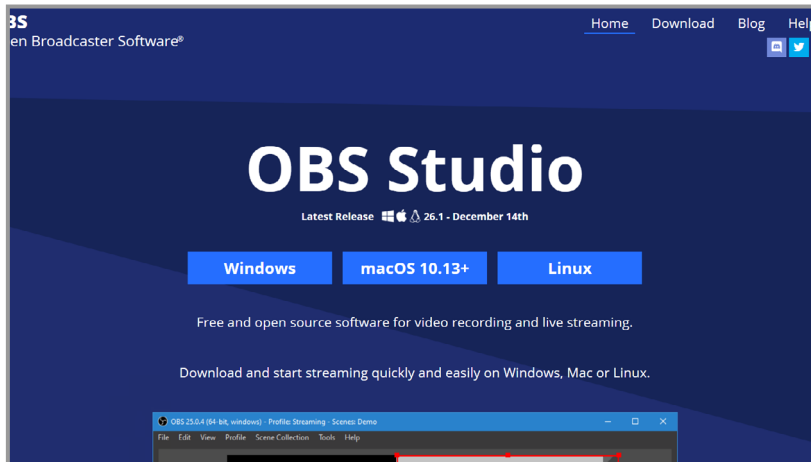 BS
Home Download Blog Help
en Broadcaster Software®
OBS Studio
Latest Release 26.1 - December 14th
Windows macOS 10.13+ Linux
Free and open source software for video recording and live streaming.
Download and start streaming quickly and easily on Windows, Mac or Linux.
OBS 25.0.4 (64-bit, windows) - Profile: Streaming - Scenes: Demo
File Edit View Profile Scene Collection Tools Help